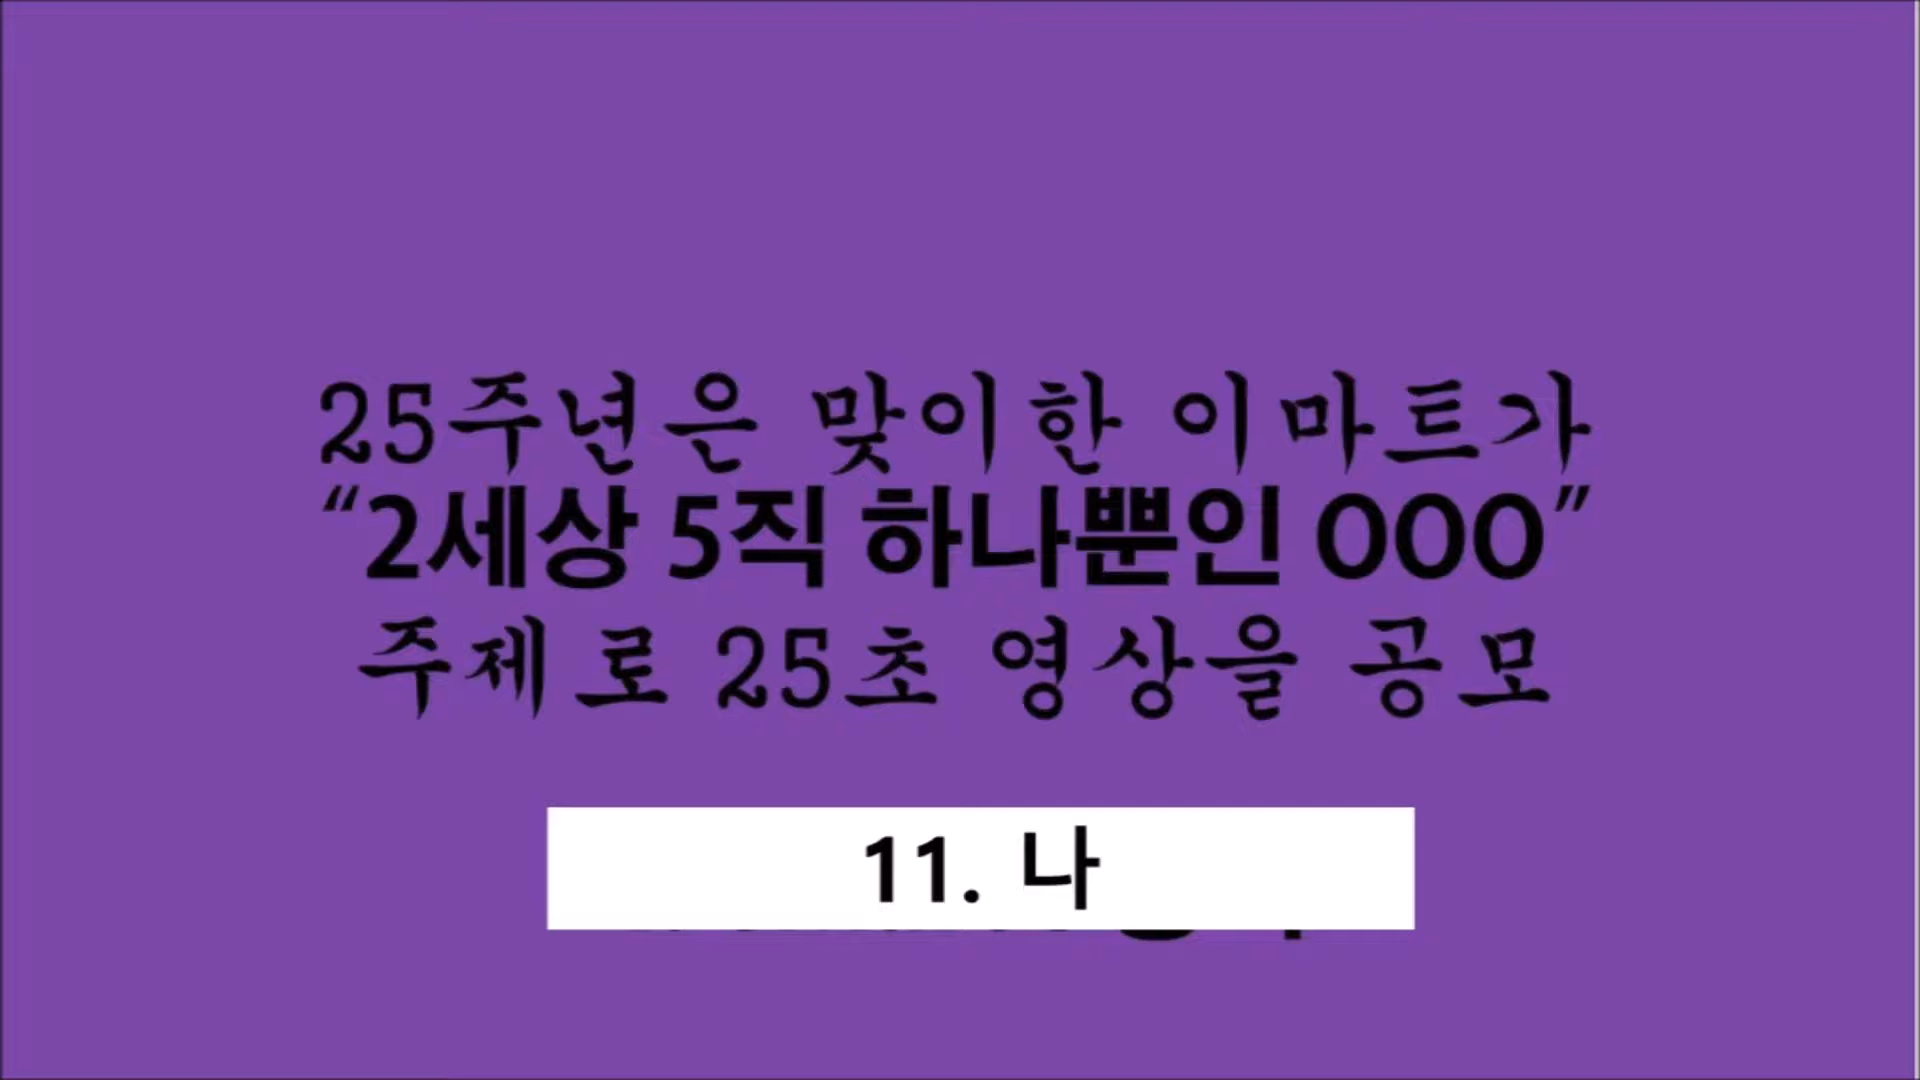 25주년은 맞이한 이마트가
“2세상 5직 하나뿐인 OOO”
주제로 25초 영상을 공모
11. 나